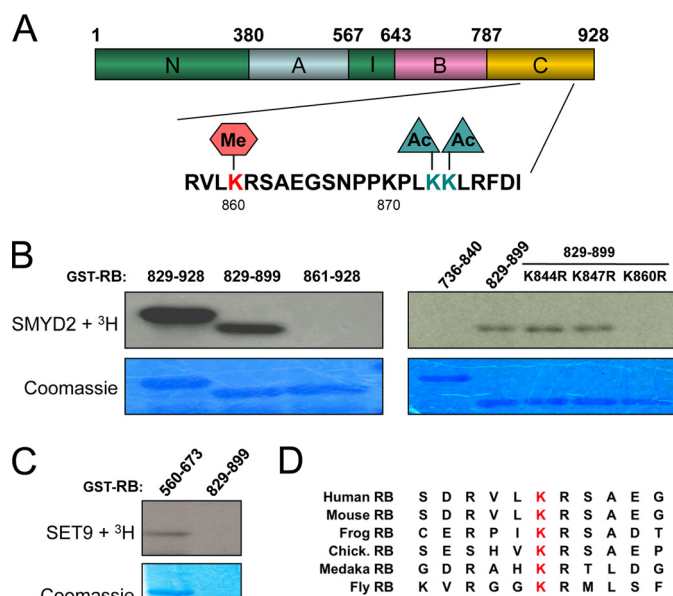 A
1 380 567 643 787 928
N A I B C
Me Ac Ac
RVLKRSAEGSNPPKPLKKLRFDI
860 870
B
GST-RB: 829-928 829-899 861-928
736-840 829-899 829-899
K844R K847R K860R
SMYD2 + ³H
Coomassie
C
GST-RB: 560-673 829-899
SET9 + ³H
Coomassie
D
Human RB S D R V L K R S A E G
Mouse RB S D R V L K R S A E G
Frog RB C E R P I K R S A D T
Chick. RB S E S H V K R S A E P
Medaka RB G D R A H K R T L D G
Fly RB K V R G G K R M L S F